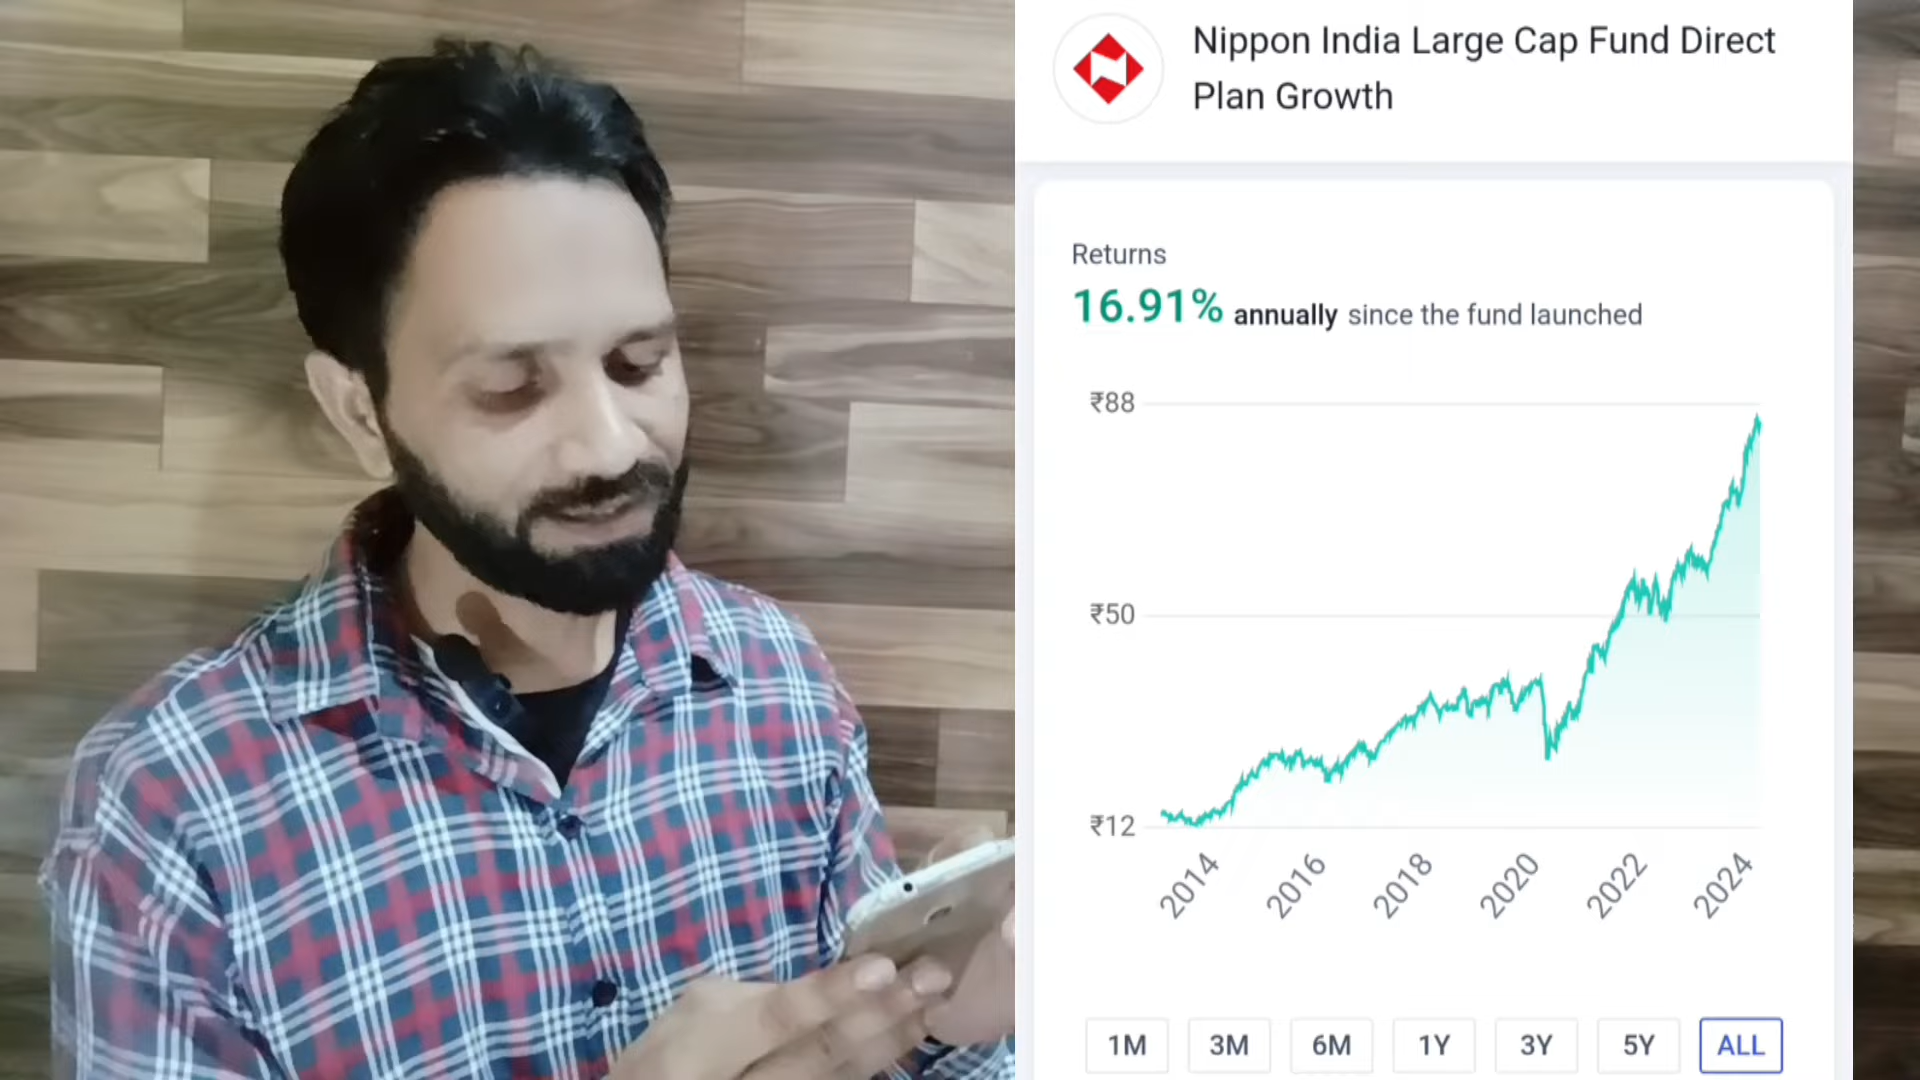 Nippon India Large Cap Fund Direct
Plan Growth
Returns
16.91% annually since the fund launched
₹88
₹50
₹12
2014 2016 2018 2020 2022 2024
1M 3M 6M 1Y 3Y 5Y ALL